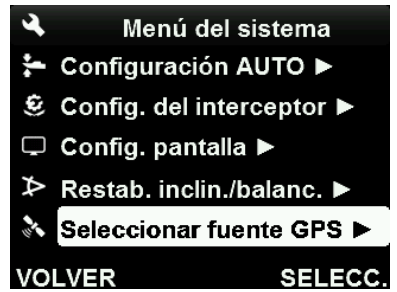 Menú del sistema
Configuración AUTO ►
Config. del interceptor ►
Config. pantalla ►
Restab. inclin./balanc. ►
Seleccionar fuente GPS ►
VOLVER SELECC.